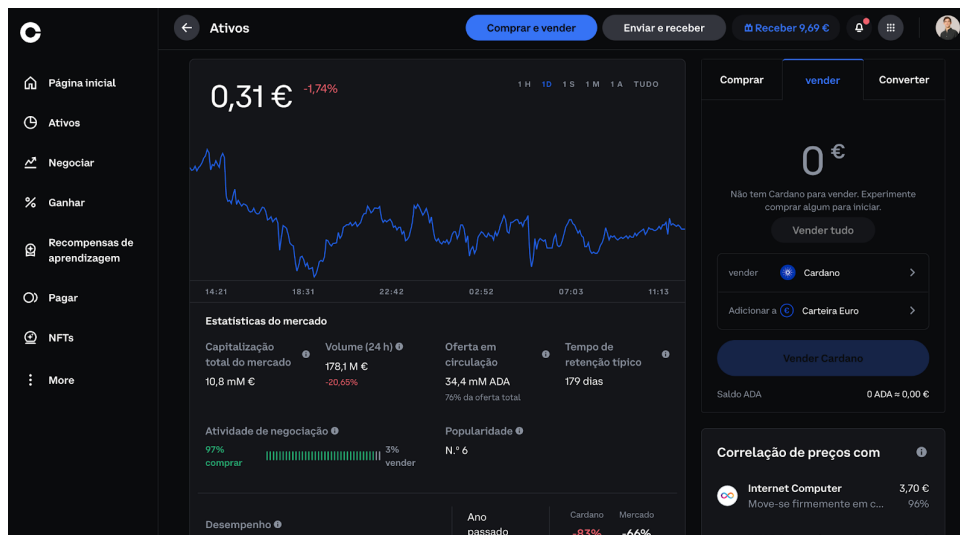 Ativos
Comprar e vender
Enviar e receber
Receber 9,69 €
Página inicial
Ativos
Negociar
Ganhar
Recompensas de
aprendizagem
Pagar
NFTs
More
0,31 € -1,74%
1 H 1D 1 S 1 M 1 A TUDO
14:21 18:31 22:42 02:52 07:03 11:13
Estatísticas do mercado
Capitalização
total do mercado
10,8 mM €
Volume (24 h)
178,1 M €
-20,65%
Oferta em
circulação
34,4 mM ADA
76% da oferta total
Tempo de
retenção típico
179 dias
Atividade de negociação
97%
comprar
3%
vender
Popularidade
N.º 6
Desempenho
Ano
passado
Cardano
-83%
Mercado
-66%
Comprar
vender
Converter
0 €
Não tem Cardano para vender. Experimente
comprar algum para iniciar.
Vender tudo
vender Cardano
Adicionar a Carteira Euro
Vender Cardano
Saldo ADA 0 ADA ≈ 0,00 €
Correlação de preços com
Internet Computer 3,70 €
Move-se firmemente em c... 96%